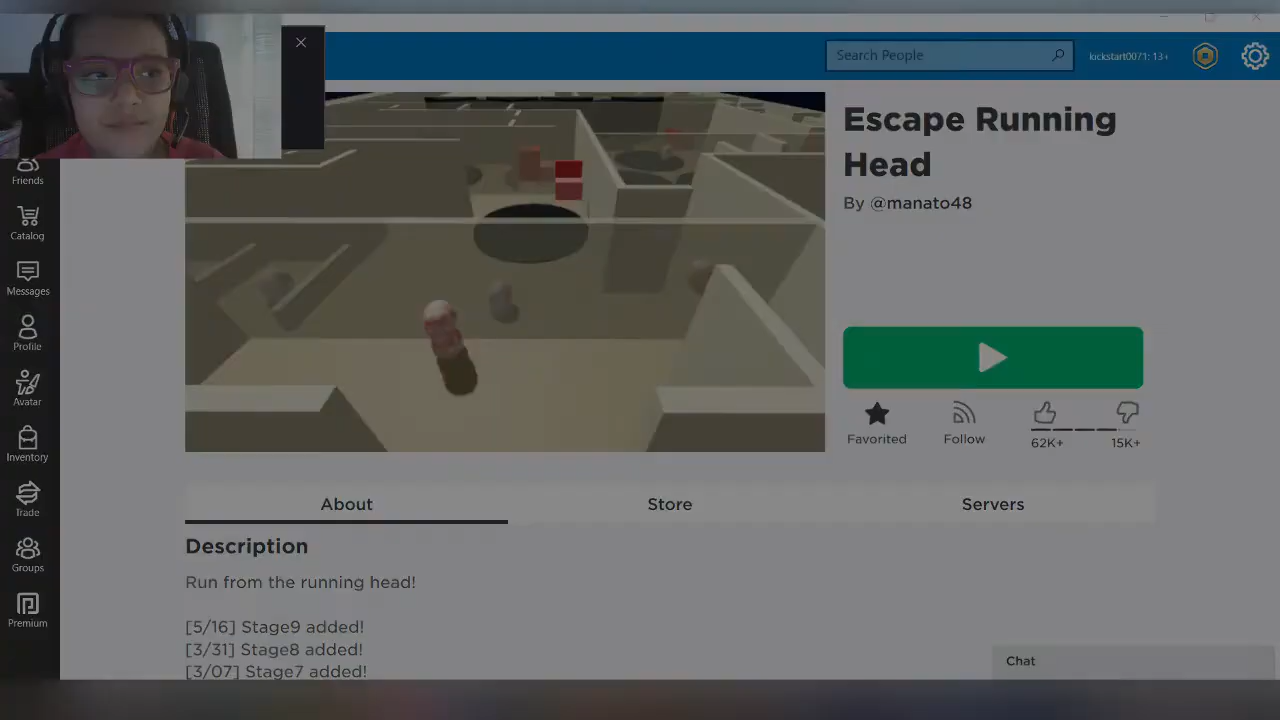 Search People
kickstart0071: 13+
Escape Running
Head
By @manato48
Friends
Catalog
Messages
Profile
Avatar
Inventory
Trade
Groups
Premium
Favorited
Follow
62K+
15K+
About
Store
Servers
Description
Run from the running head!
[5/16] Stage9 added!
[3/31] Stage8 added!
[3/07] Stage7 added!
Chat